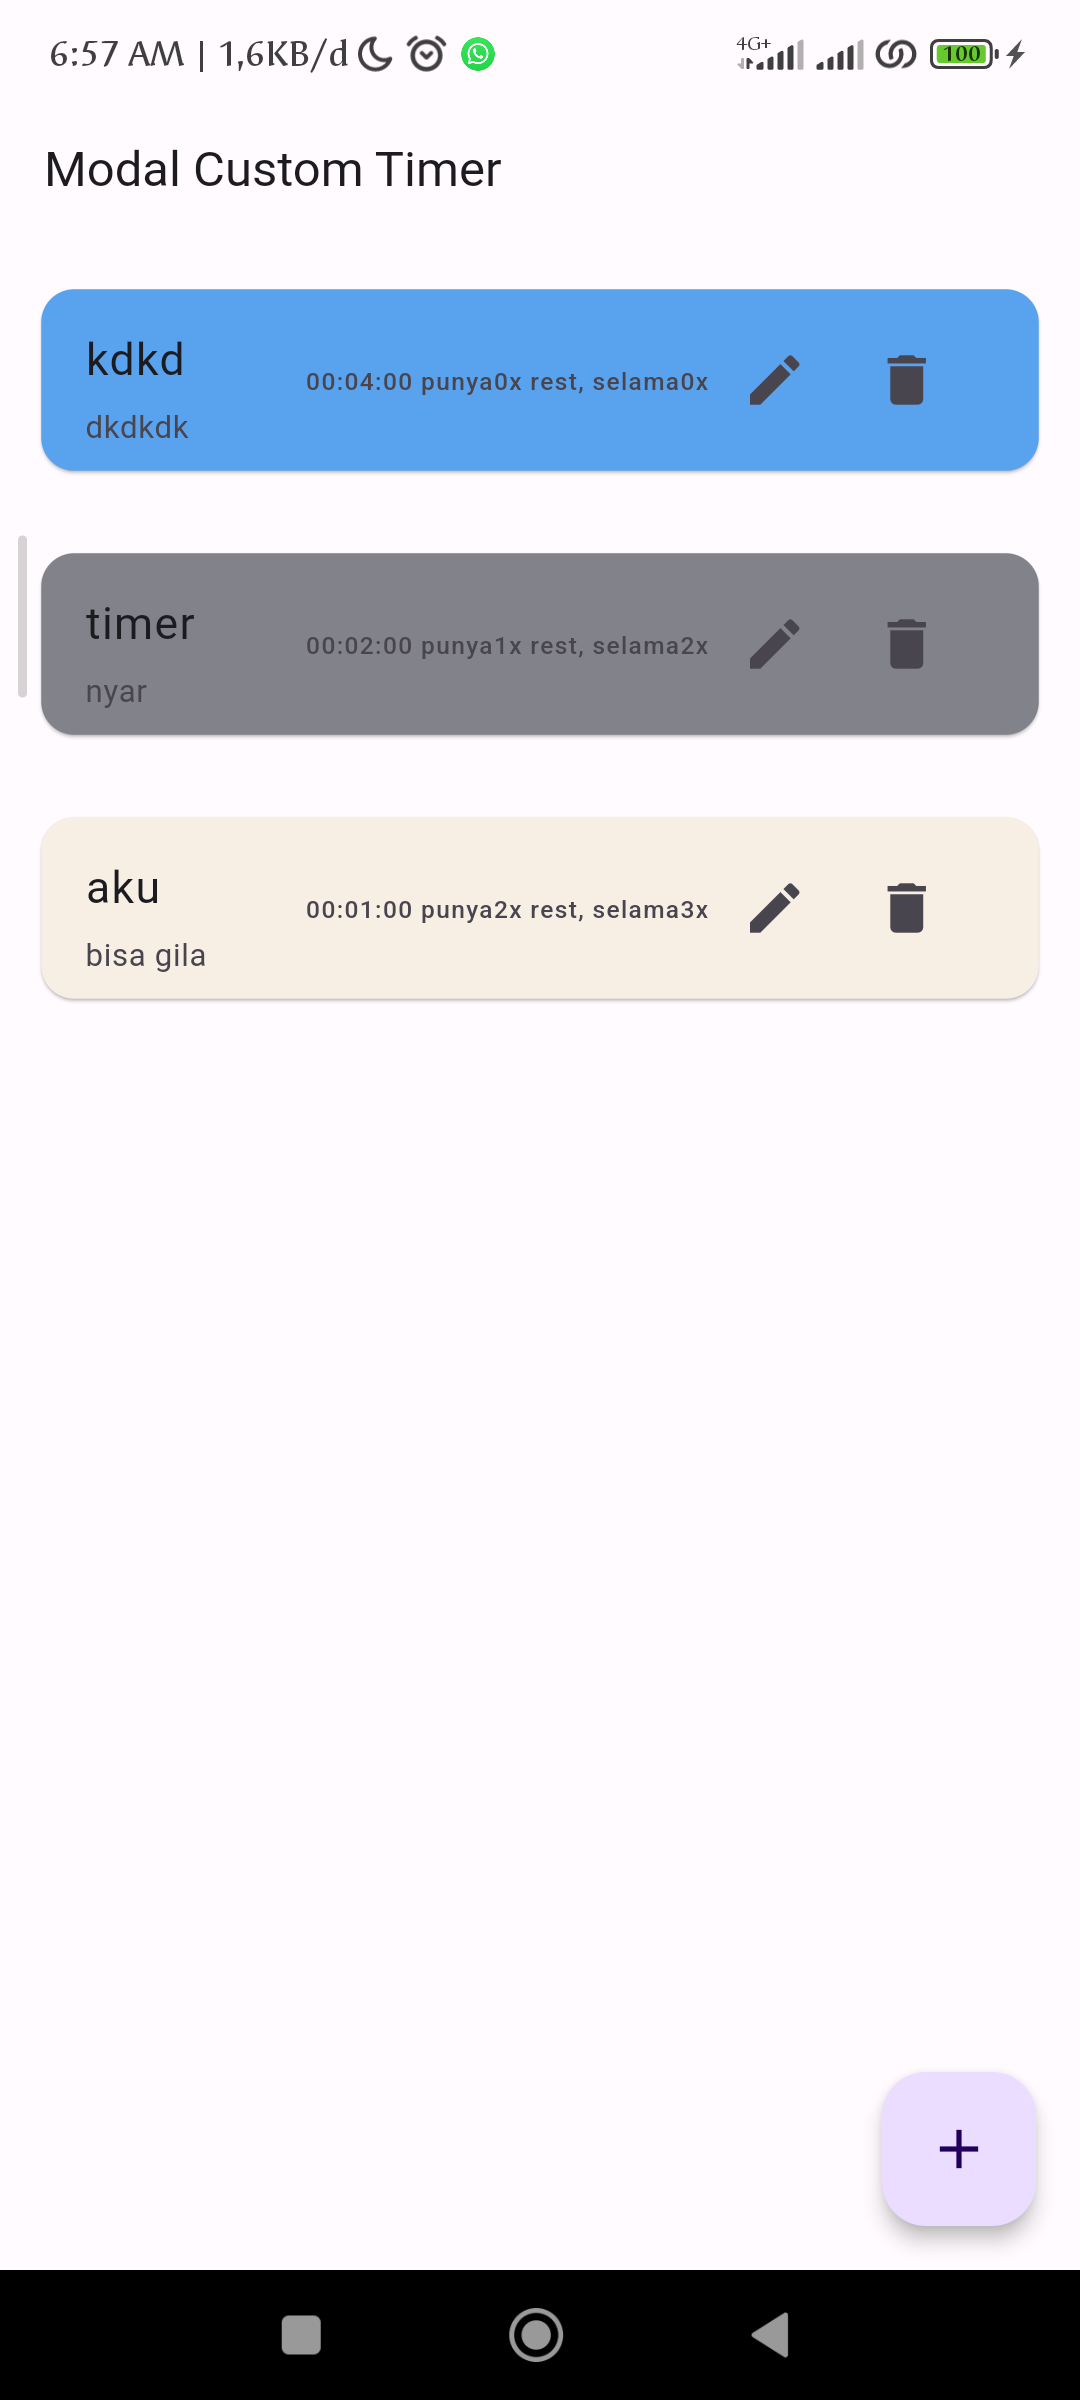 6:57 AM | 1,6KB/d
4G+
100
Modal Custom Timer
kdkd
00:04:00 punya0x rest, selama0x
dkdkdk
timer
00:02:00 punya1x rest, selama2x
nyar
aku
00:01:00 punya2x rest, selama3x
bisa gila